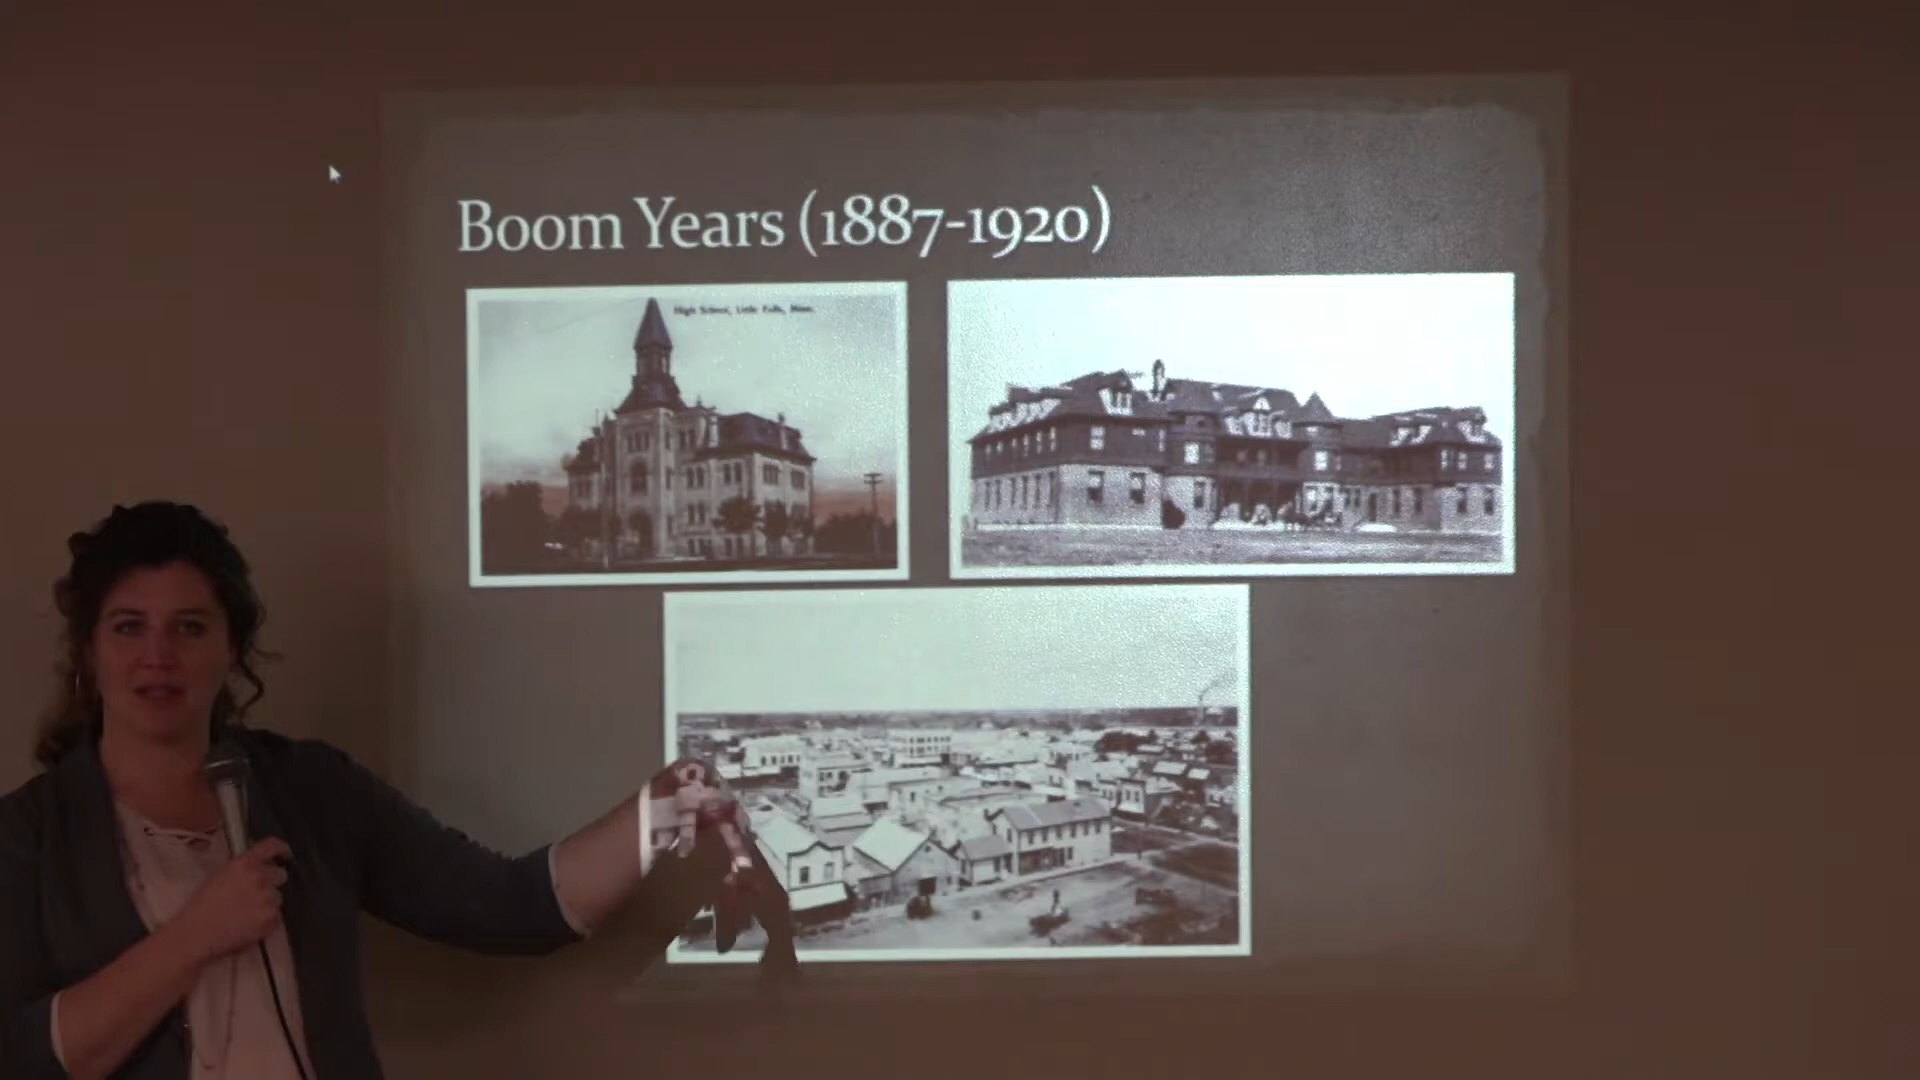 Boom Years (1887-1920)
High School, Little Falls, Minn.